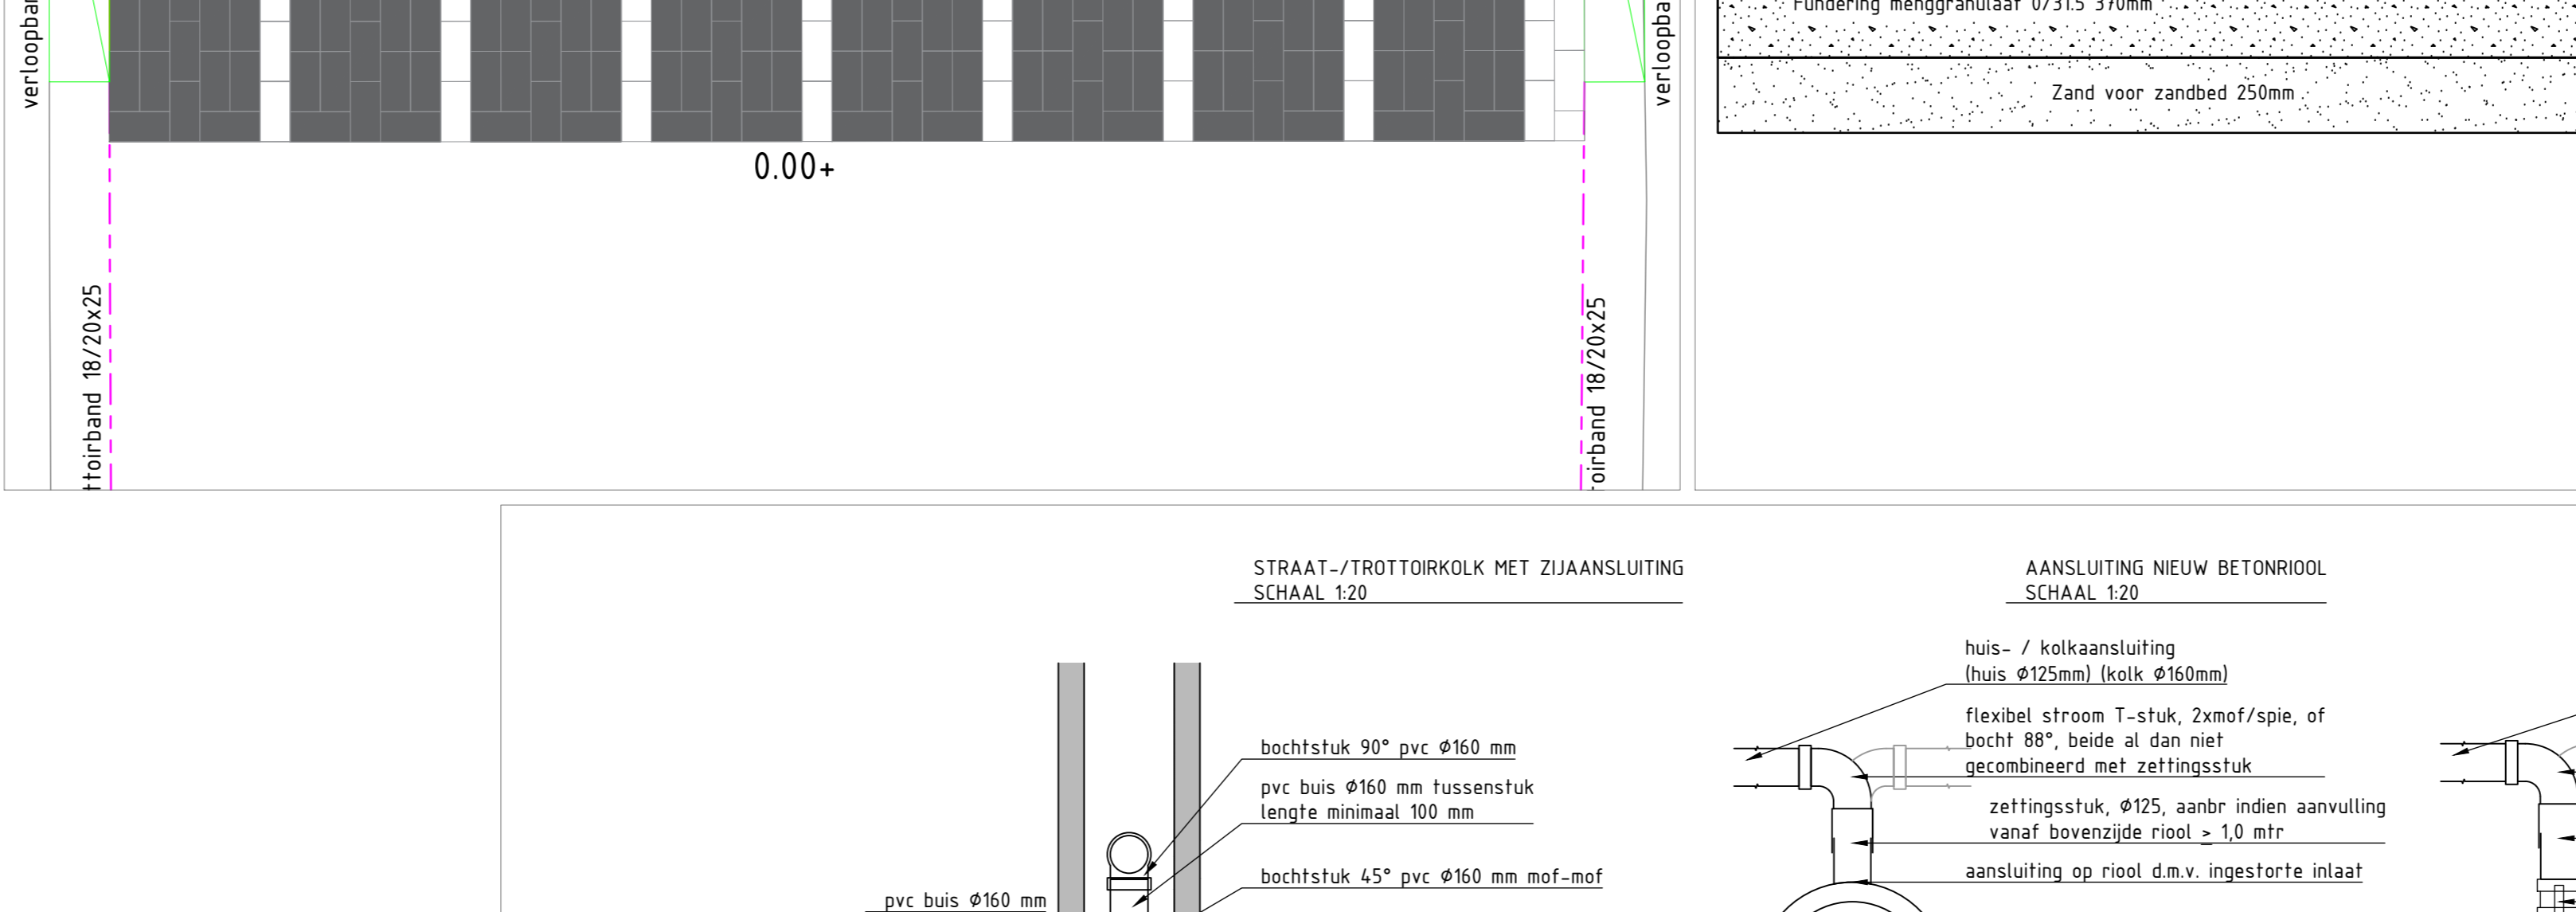 Fundering menggranulaat 0/31.5 370mm
Zand voor zandbed 250mm
0.00+
verloopban
verloopba
ttoirband 18/20x25
oirband 18/20x25
STRAAT-/TROTTOIRKOLK MET ZIJAANSLUITING
SCHAAL 1:20
bochtstuk 90° pvc Ø160 mm
pvc buis Ø160 mm tussenstuk
lengte minimaal 100 mm
bochtstuk 45° pvc Ø160 mm mof-mof
pvc buis Ø160 mm
AANSLUITING NIEUW BETONRIOOL
SCHAAL 1:20
huis- / kolkaansluiting
(huis Ø125mm) (kolk Ø160mm)
flexibel stroom T-stuk, 2xmof/spie, of
bocht 88°, beide al dan niet
gecombineerd met zettingsstuk
zettingsstuk, Ø125, aanbr indien aanvulling
vanaf bovenzijde riool ≥ 1,0 mtr
aansluiting op riool d.m.v. ingestorte inlaat